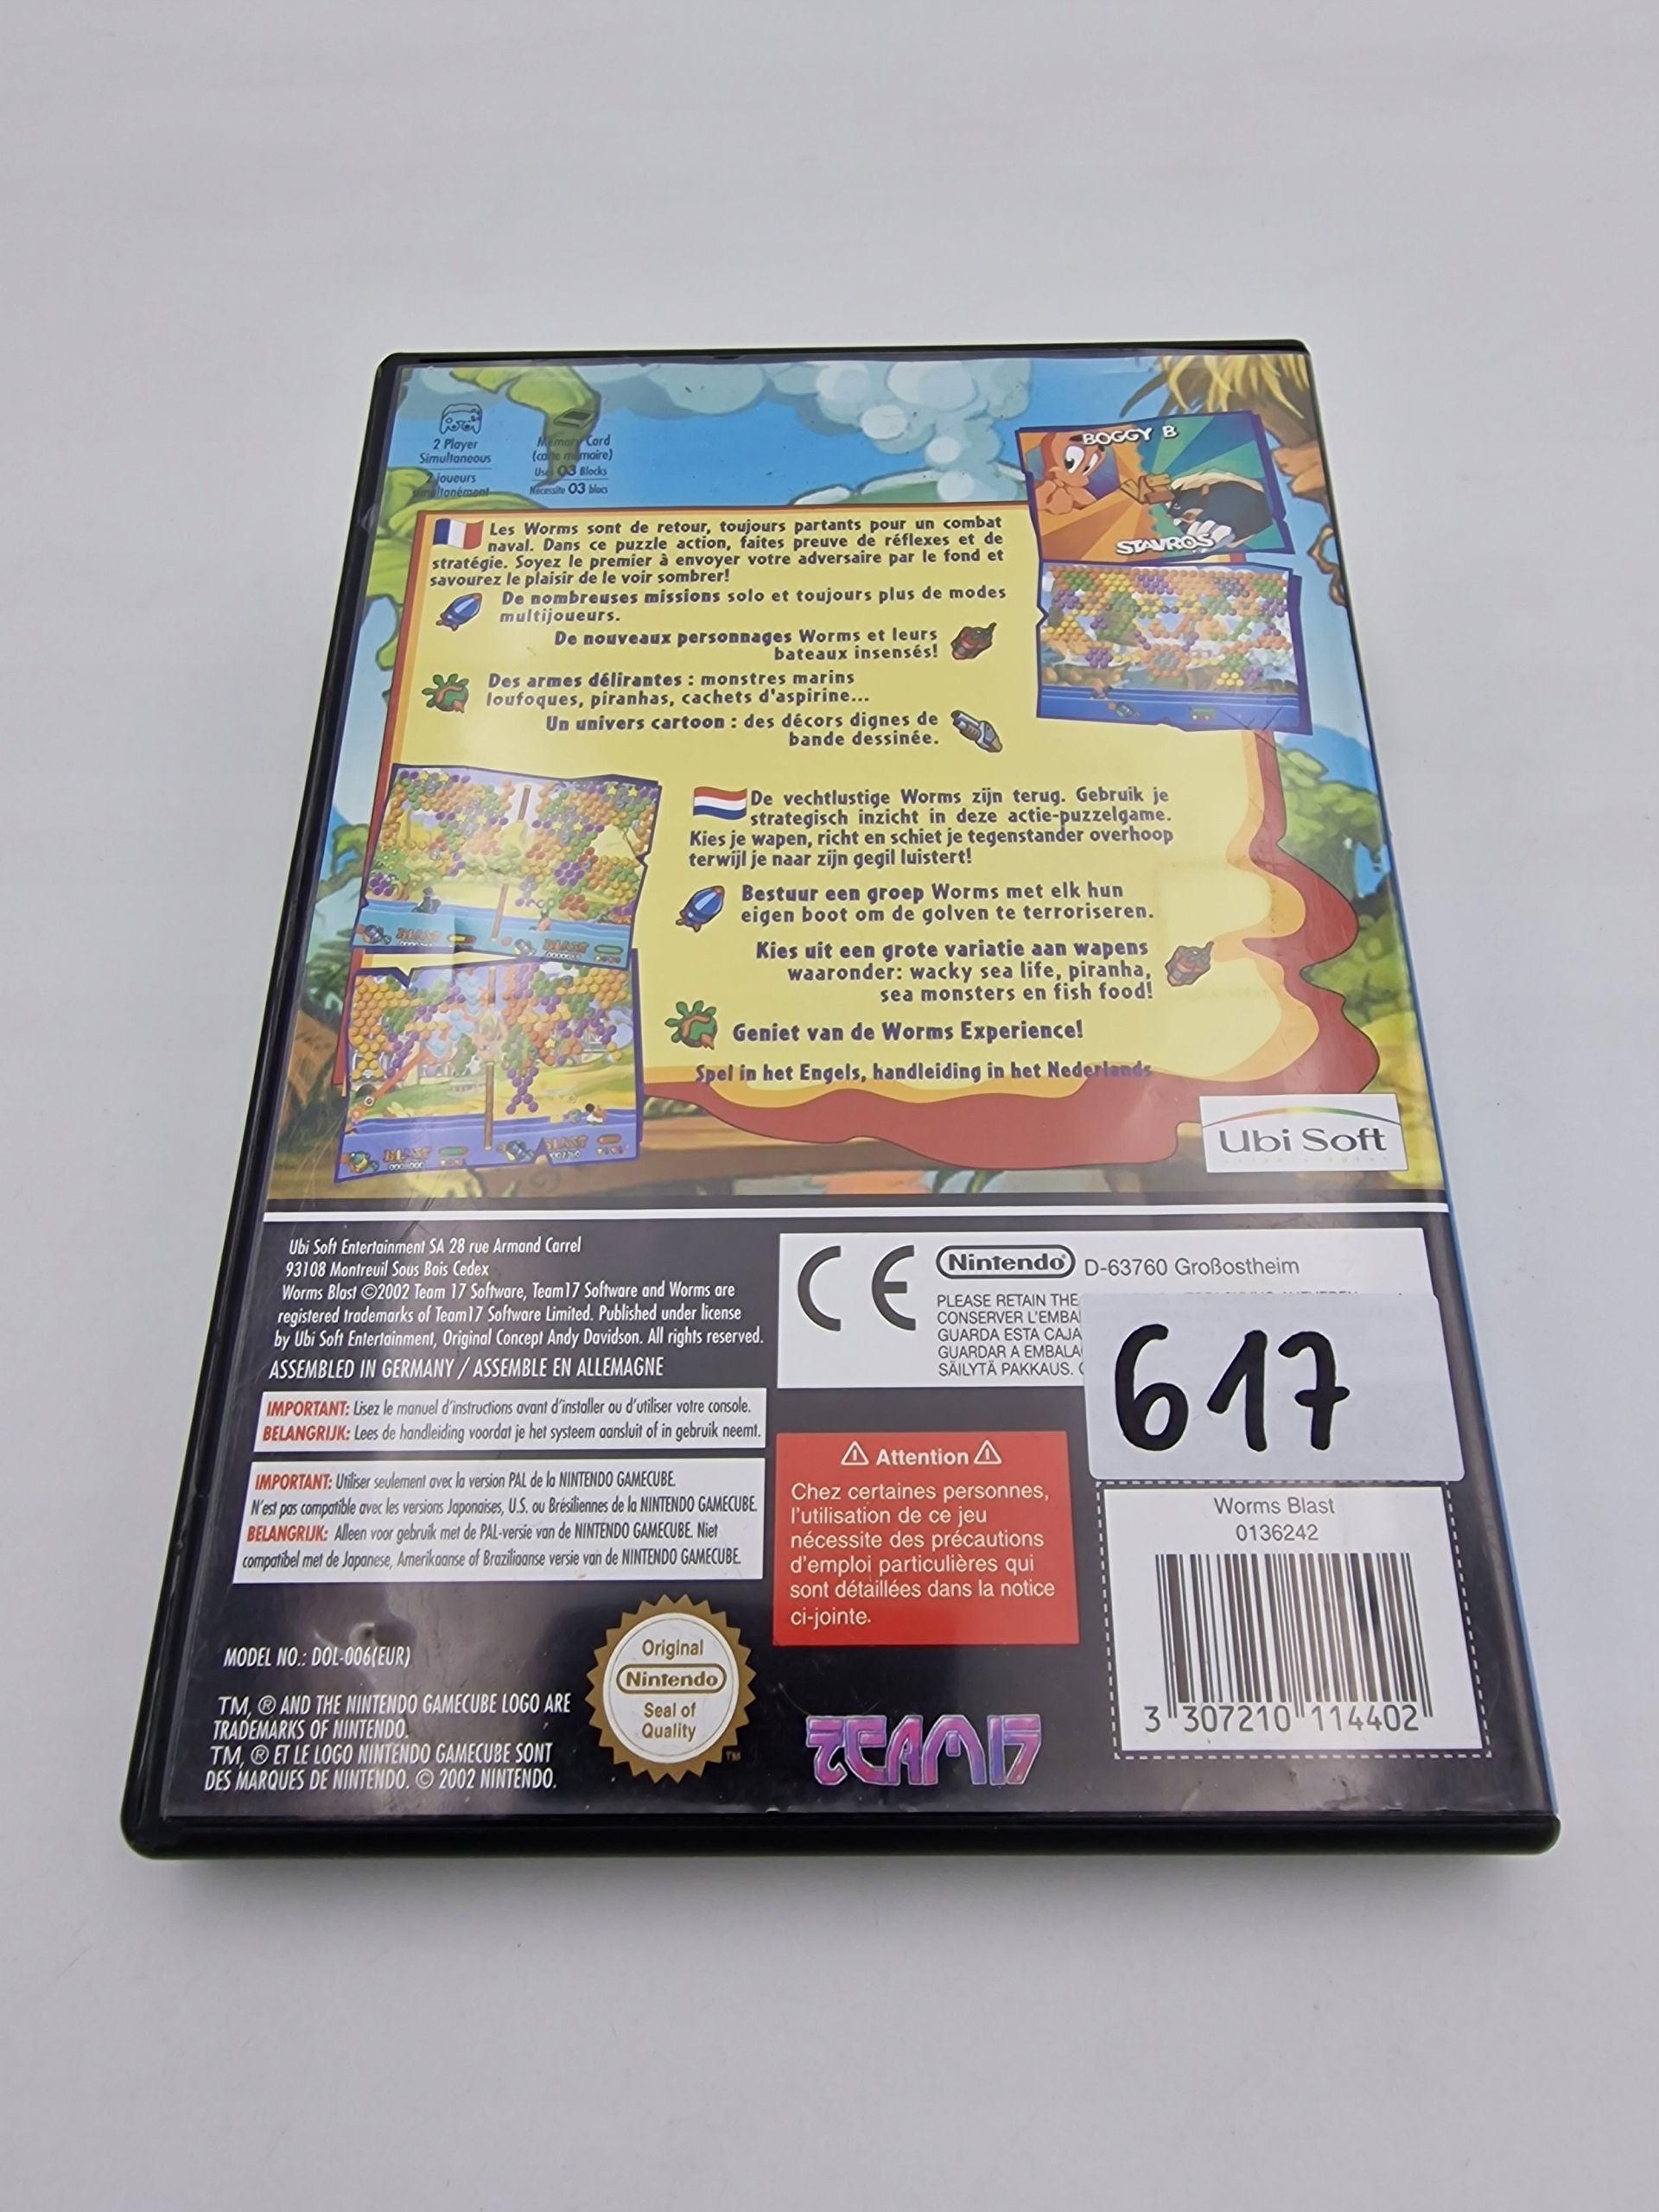 2 Player
Simultaneous
2 joueurs
simultanément
Memory Card
(carte mémoire)
Uses 03 Blocks
Nécessite 03 blocs
BOGGY B
STAVROS
Les Worms sont de retour, toujours partants pour un combat
naval. Dans ce puzzle action, faites preuve de réflexes et de
stratégie. Soyez le premier à envoyer votre adversaire par le fond et
savourez le plaisir de le voir sombrer!
De nombreuses missions solo et toujours plus de modes
multijoueurs.
De nouveaux personnages Worms et leurs
bateaux insensés!
Des armes délirantes : monstres marins
loufoques, piranhas, cachets d'aspirine...
Un univers cartoon : des décors dignes de
bande dessinée.
De vechtlustige Worms zijn terug. Gebruik je
strategisch inzicht in deze actie-puzzelgame.
Kies je wapen, richt en schiet je tegenstander overhoop
terwijl je naar zijn gegil luistert!
Bestuur een groep Worms met elk hun
eigen boot om de golven te terroriseren.
Kies uit een grote variatie aan wapens
waaronder: wacky sea life, piranha,
sea monsters en fish food!
Geniet van de Worms Experience!
Spel in het Engels, handleiding in het Nederlands
BLAST
BLAST
BLAST
BLAST
Ubi Soft
Ubi Soft Entertainment SA 28 rue Armand Carrel
93108 Montreuil Sous Bois Cedex
Worms Blast ©2002 Team 17 Software, Team17 Software and Worms are
registered trademarks of Team17 Software Limited. Published under license
by Ubi Soft Entertainment, Original Concept Andy Davidson. All rights reserved.
ASSEMBLED IN GERMANY / ASSEMBLE EN ALLEMAGNE
IMPORTANT: Lisez le manuel d'instructions avant d'installer ou d'utiliser votre console.
BELANGRIJK: Lees de handleiding voordat je het systeem aansluit of in gebruik neemt.
IMPORTANT: Utiliser seulement avec la version PAL de la NINTENDO GAMECUBE.
N'est pas compatible avec les versions Japonaises, U.S. ou Brésiliennes de la NINTENDO GAMECUBE.
BELANGRIJK: Alleen voor gebruik met de PAL-versie van de NINTENDO GAMECUBE. Niet
compatibel met de Japanese, Amerikaanse of Braziliaanse versie van de NINTENDO GAMECUBE.
MODEL NO.: DOL-006(EUR)
TM, ® AND THE NINTENDO GAMECUBE LOGO ARE
TRADEMARKS OF NINTENDO.
TM, ® ET LE LOGO NINTENDO GAMECUBE SONT
DES MARQUES DE NINTENDO. © 2002 NINTENDO.
Original
Nintendo
Seal of
Quality
TM
CE
Nintendo® D-63760 Großostheim
PLEASE RETAIN THE
CONSERVER L'EMBA
GUARDA ESTA CAJA
GUARDAR A EMBALA
SÄILYTÄ PAKKAUS.
617
Attention
Chez certaines personnes,
l'utilisation de ce jeu
nécessite des précautions
d'emploi particulières qui
sont détaillées dans la notice
ci-jointe.
TEAM17
Worms Blast
0136242
3 307210 114402